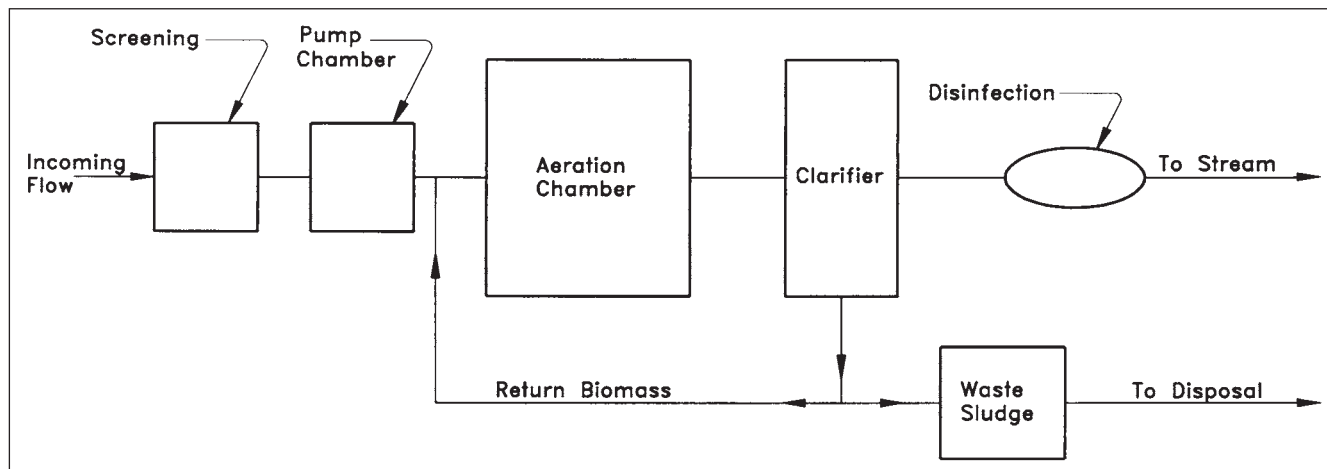 Screening
Pump
Chamber
Disinfection
Incoming
Flow
Aeration
Chamber
Clarifier
To Stream
Return Biomass
Waste
Sludge
To Disposal